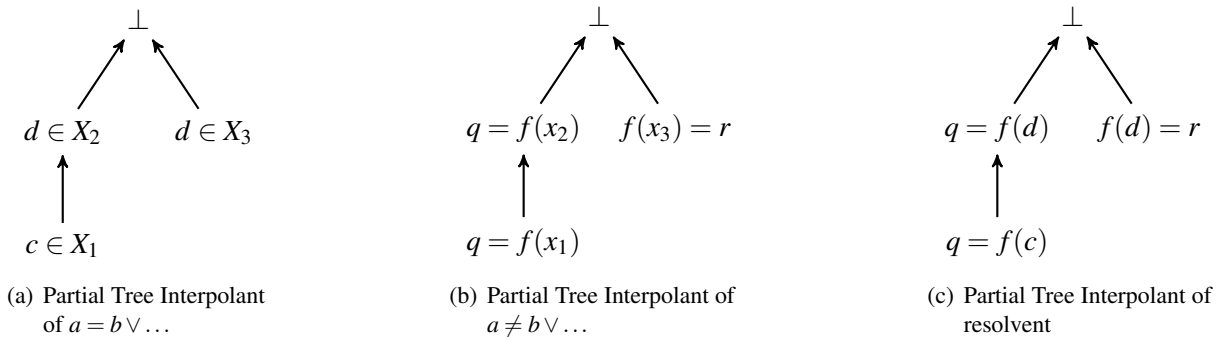 ⊥ ⊥ ⊥
d ∈ X₂ d ∈ X₃ q = f(x₂) f(x₃) = r q = f(d) f(d) = r
c ∈ X₁ q = f(x₁) q = f(c)
(a) Partial Tree Interpolant
of a = b ∨ …
(b) Partial Tree Interpolant of
a ≠ b ∨ …
(c) Partial Tree Interpolant of
resolvent